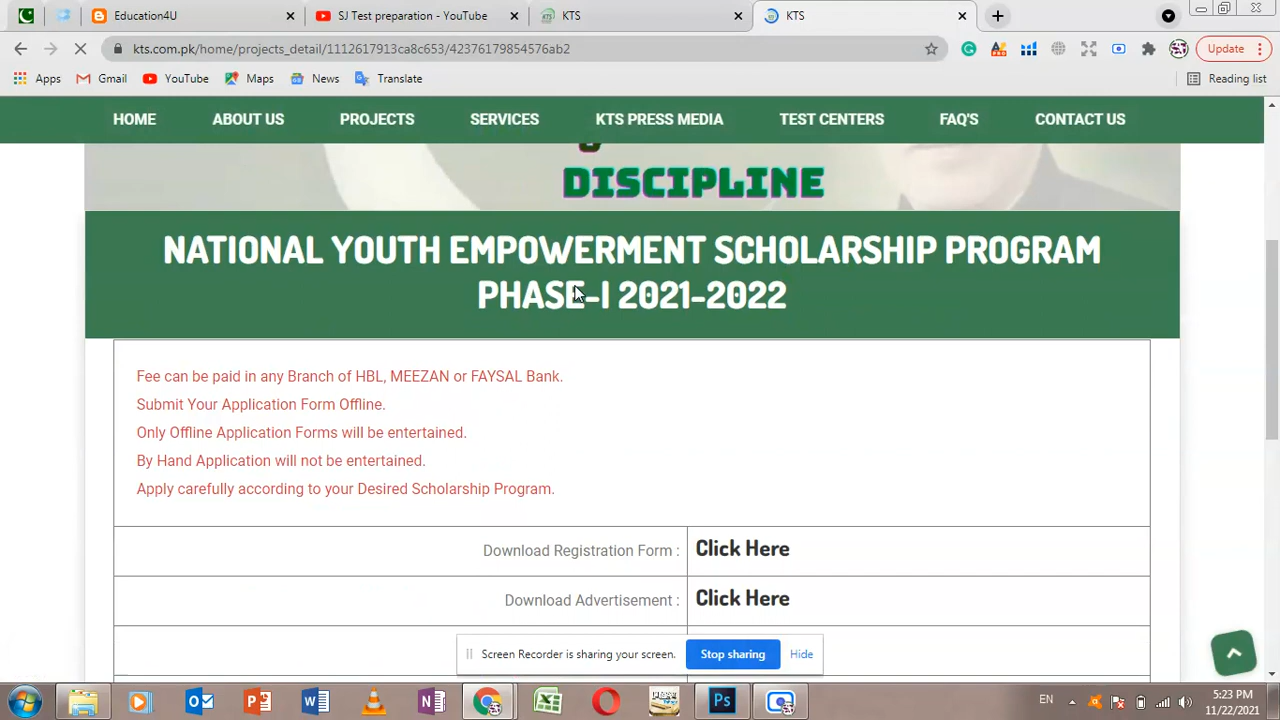 Education4U
SJ Test preparation - YouTube
KTS
KTS
kts.com.pk/home/projects_detail/1112617913ca8c653/42376179854576ab2
Update
Apps
Gmail
YouTube
Maps
News
Translate
Reading list
HOME
ABOUT US
PROJECTS
SERVICES
KTS PRESS MEDIA
TEST CENTERS
FAQ'S
CONTACT US
DISCIPLINE
NATIONAL YOUTH EMPOWERMENT SCHOLARSHIP PROGRAM
PHASE-I 2021-2022
Fee can be paid in any Branch of HBL, MEEZAN or FAYSAL Bank.
Submit Your Application Form Offline.
Only Offline Application Forms will be entertained.
By Hand Application will not be entertained.
Apply carefully according to your Desired Scholarship Program.
Download Registration Form :
Click Here
Download Advertisement :
Click Here
Screen Recorder is sharing your screen.
Stop sharing
Hide
EN
5:23 PM
11/22/2021